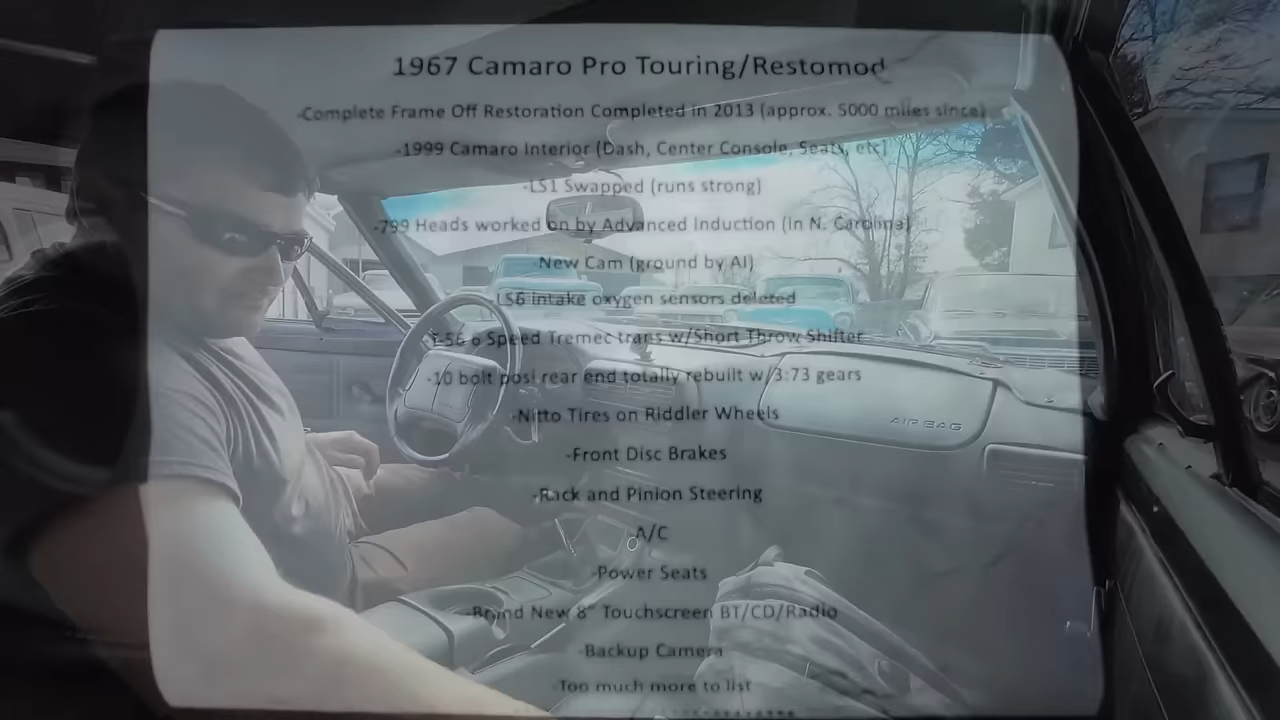 1967 Camaro Pro Touring/Restomod
-Complete Frame Off Restoration Completed in 2013 (approx. 5000 miles since)
-1999 Camaro Interior (Dash, Center Console, Seats, etc)
-LS1 Swapped (runs strong)
-799 Heads worked on by Advanced Induction (In N. Carolina)
-New Cam (ground by AI)
-LS6 intake oxygen sensors deleted
-T-56 6 Speed Tremec trans w/Short Throw Shifter
-10 bolt posi rear end totally rebuilt w/3:73 gears
-Nitto Tires on Riddler Wheels
AIR BAG
-Front Disc Brakes
-Rack and Pinion Steering
-A/C
-Power Seats
-Brand New 8" Touchscreen BT/CD/Radio
-Backup Camera
-Too much more to list